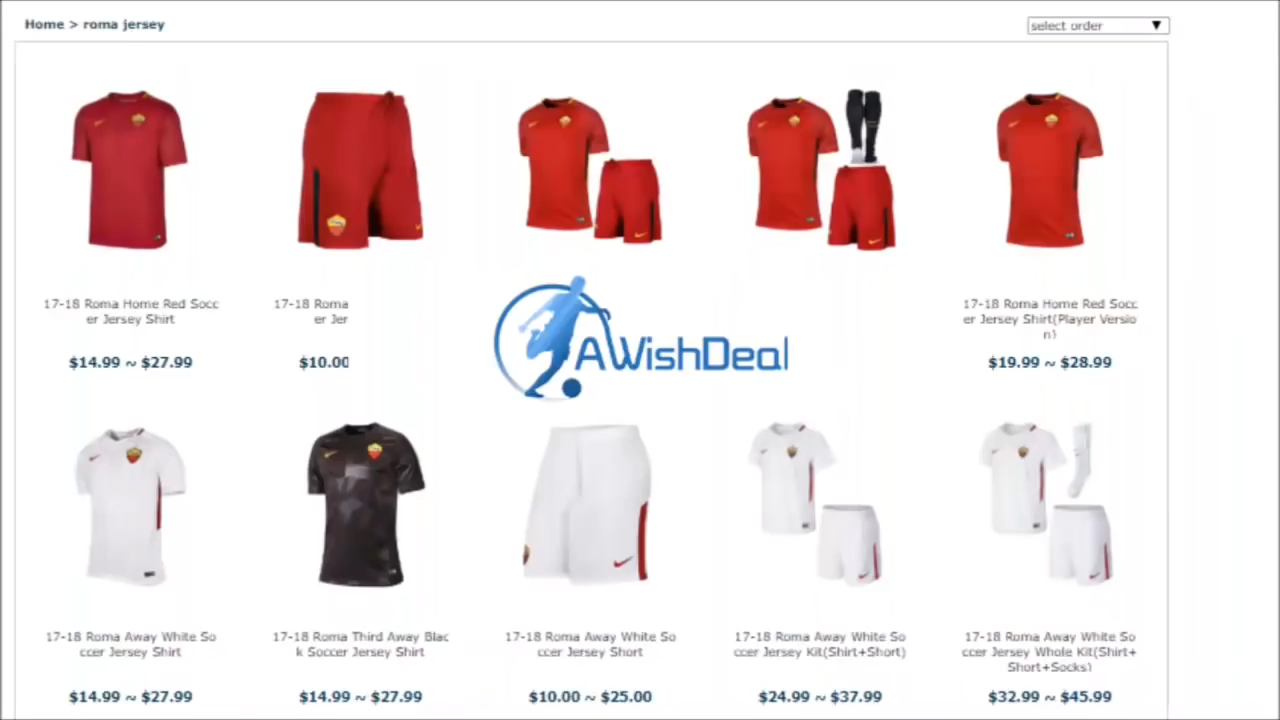 Home > roma jersey
select order
17-18 Roma Home Red Socc
er Jersey Shirt
$14.99 ~ $27.99
17-18 Roma
er Jer
$10.00
AWishDeal
17-18 Roma Home Red Socc
er Jersey Shirt(Player Versio
n)
$19.99 ~ $28.99
17-18 Roma Away White So
ccer Jersey Shirt
$14.99 ~ $27.99
17-18 Roma Third Away Blac
k Soccer Jersey Shirt
$14.99 ~ $27.99
17-18 Roma Away White So
ccer Jersey Short
$10.00 ~ $25.00
17-18 Roma Away White So
ccer Jersey Kit(Shirt+Short)
$24.99 ~ $37.99
17-18 Roma Away White So
ccer Jersey Whole Kit(Shirt+
Short+Socks)
$32.99 ~ $45.99